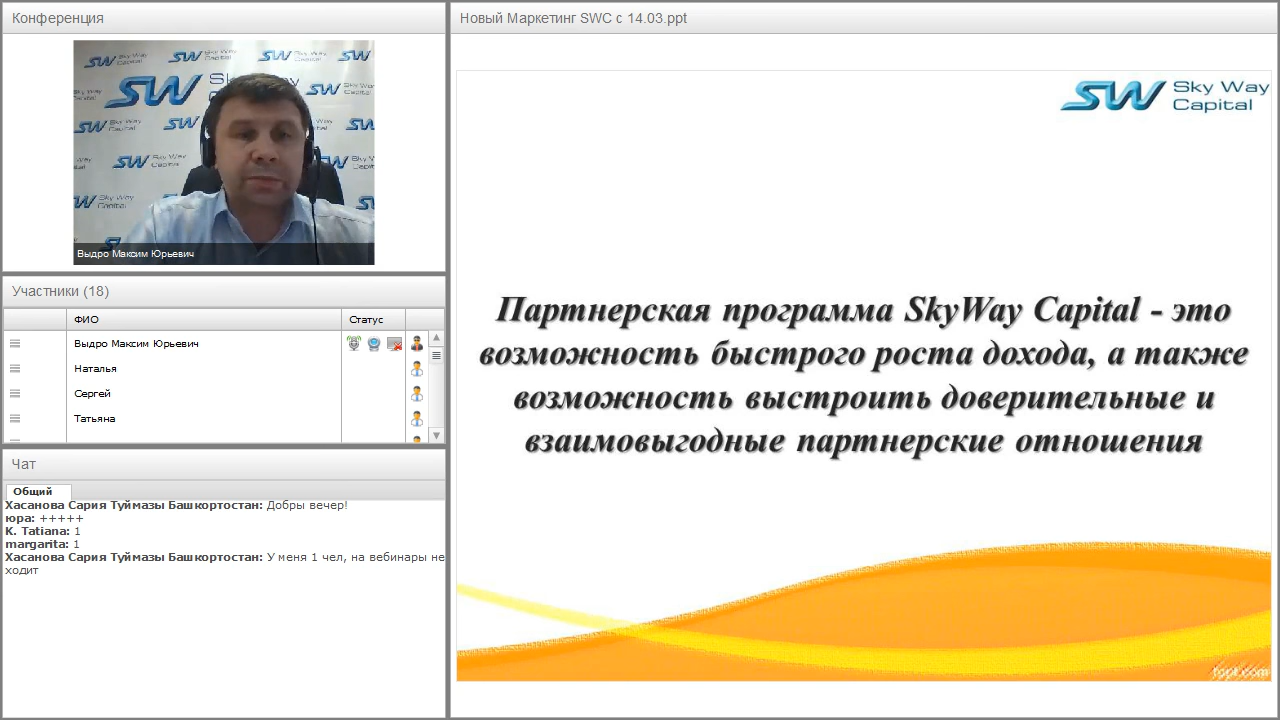 Конференция
Sky Way
Capital
Выдро Максим Юрьевич
Участники (18)
ФИО
Статус
Выдро Максим Юрьевич
Наталья
Сергей
Татьяна
Чат
Общий
Хасанова Сария Туймазы Башкортостан: Добры вечер!
юра: +++++
K. Tatiana: 1
margarita: 1
Хасанова Сария Туймазы Башкортостан: У меня 1 чел, на вебинары не
ходит
Новый Маркетинг SWC с 14.03.ppt
SW Sky Way
Capital
Партнерская программа SkyWay Capital - это
возможность быстрого роста дохода, а также
возможность выстроить доверительные и
взаимовыгодные партнерские отношения